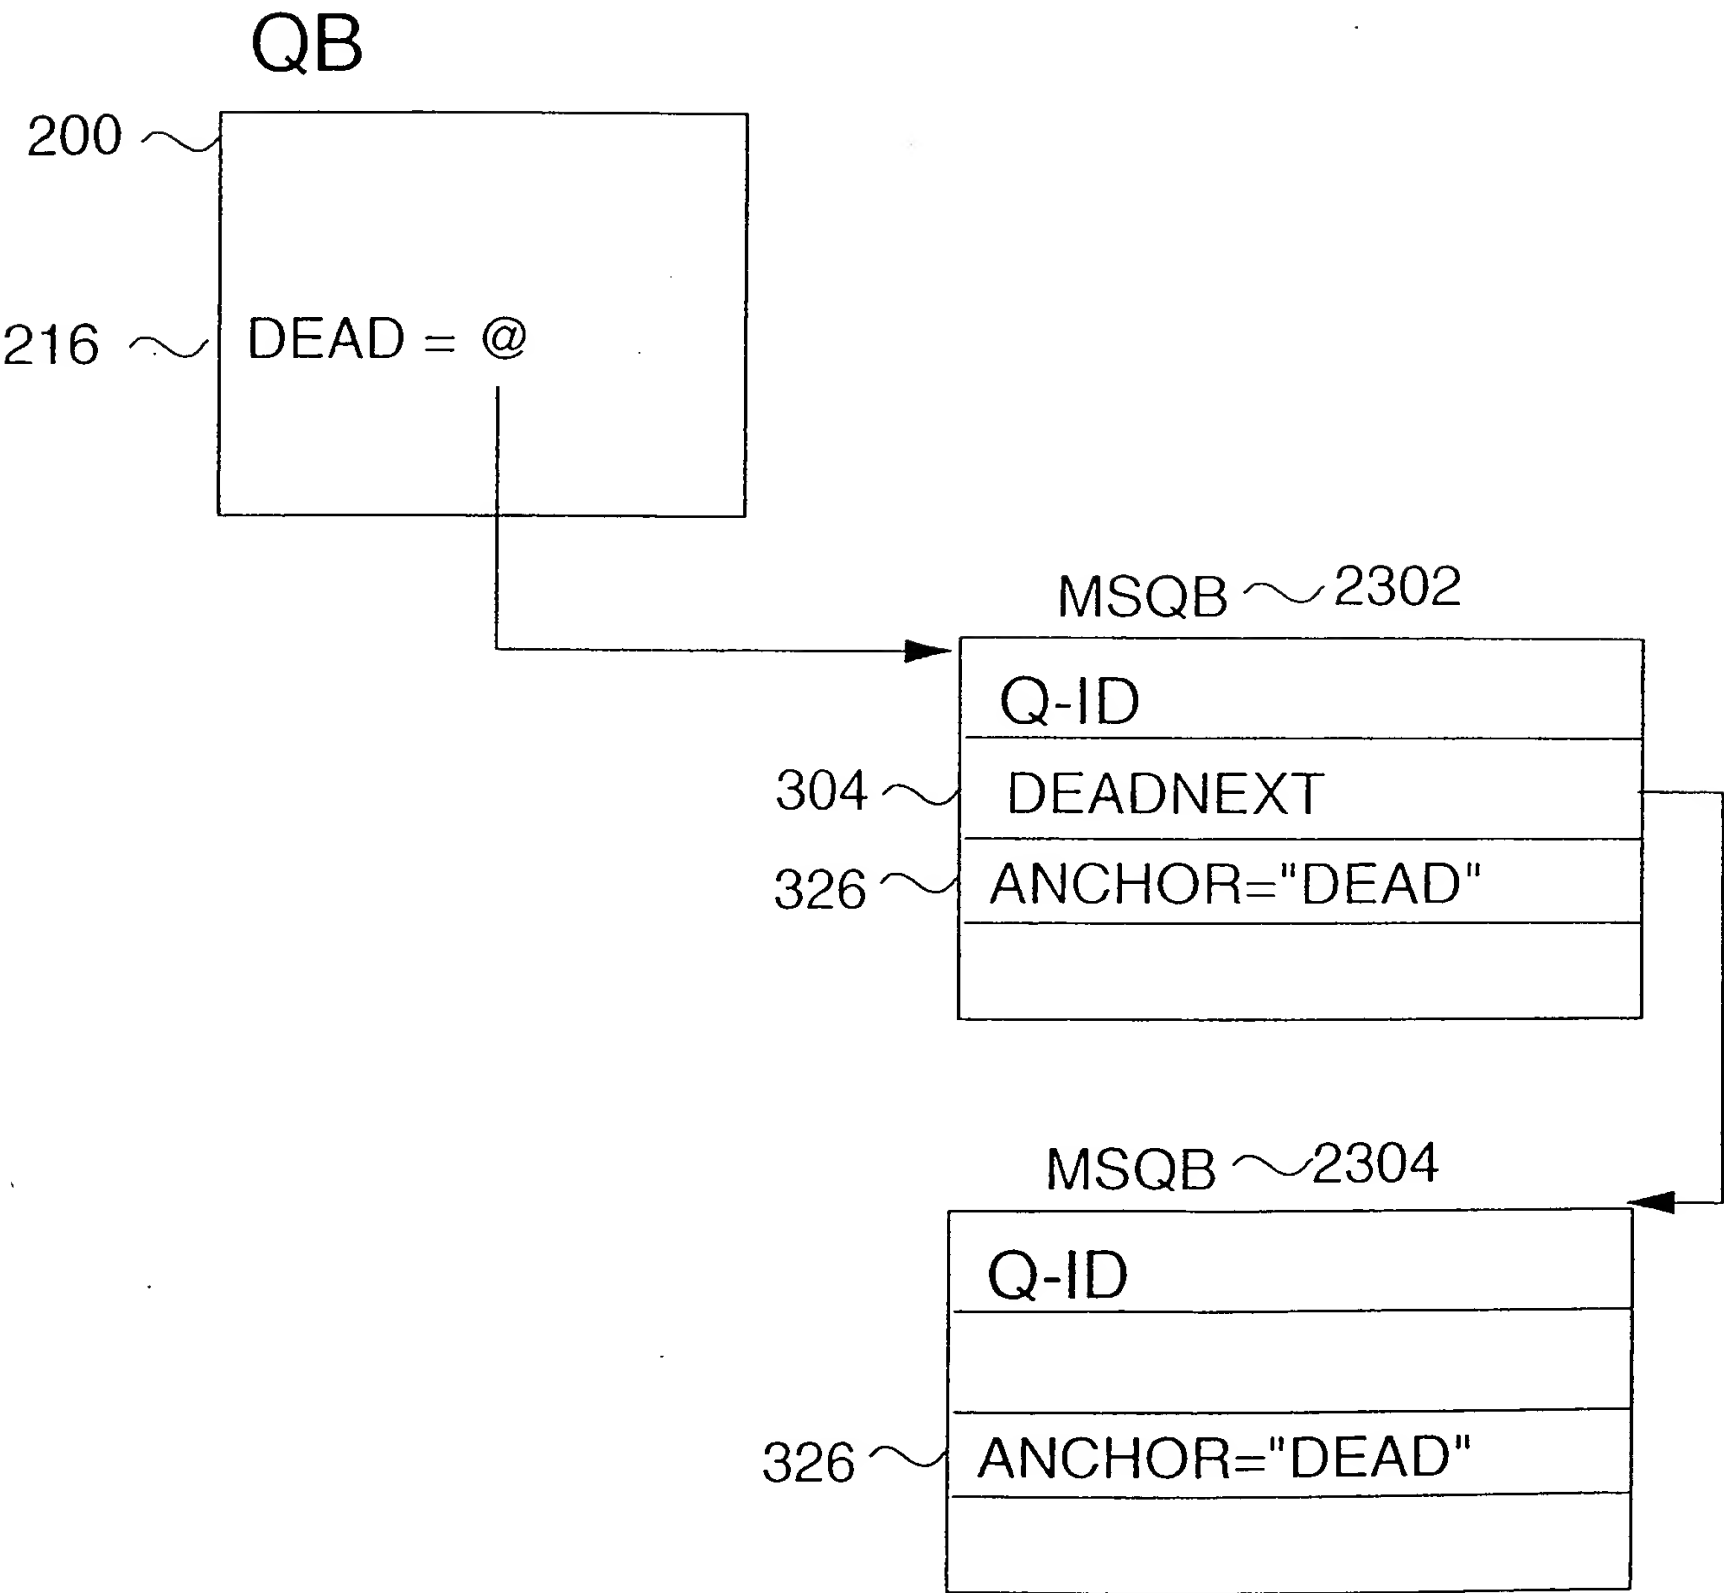 QB
200
216 DEAD = @
MSQB 2302
Q-ID
304 DEADNEXT
326 ANCHOR="DEAD"
MSQB 2304
Q-ID
326 ANCHOR="DEAD"